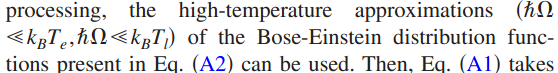 processing, the high-temperature approximations (ℏΩ
≪k_BT_e,ℏΩ≪k_BT_l) of the Bose-Einstein distribution func-
tions present in Eq. (A2) can be used. Then, Eq. (A1) takes